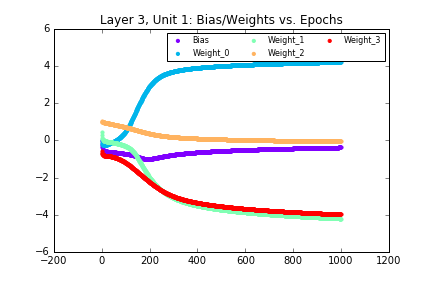 Layer 3, Unit 1: Bias/Weights vs. Epochs
Bias Weight_1 Weight_3
Weight_0 Weight_2
6
4
2
0
−2
−4
−6
−200 0 200 400 600 800 1000 1200